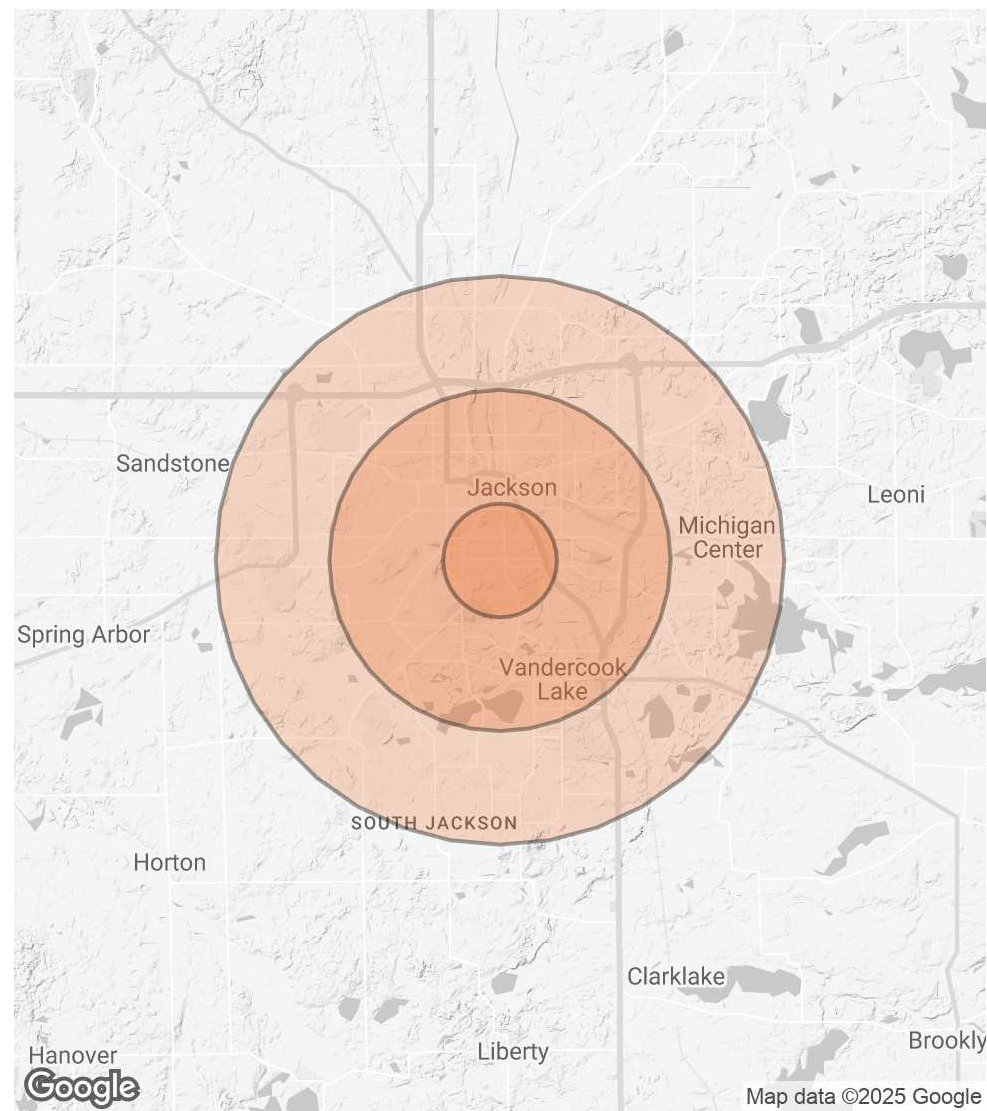 Sandstone
Jackson
Leoni
Michigan
Center
Spring Arbor
Vandercook
Lake
SOUTH JACKSON
Horton
Clarklake
Brookly
Liberty
Hanover
Google
Map data ©2025 Google